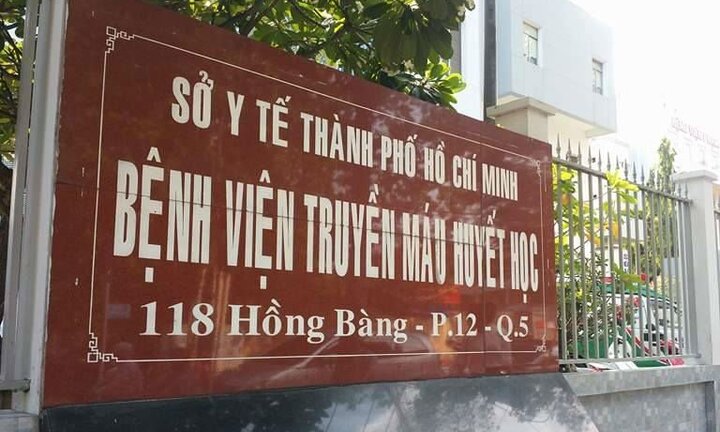 SỞ Y TẾ THÀNH PHỐ HỒ CHÍ MINH
BỆNH VIỆN TRUYỀN MÁU HUYẾT HỌC
118 Hồng Bàng - P.12 - Q.5